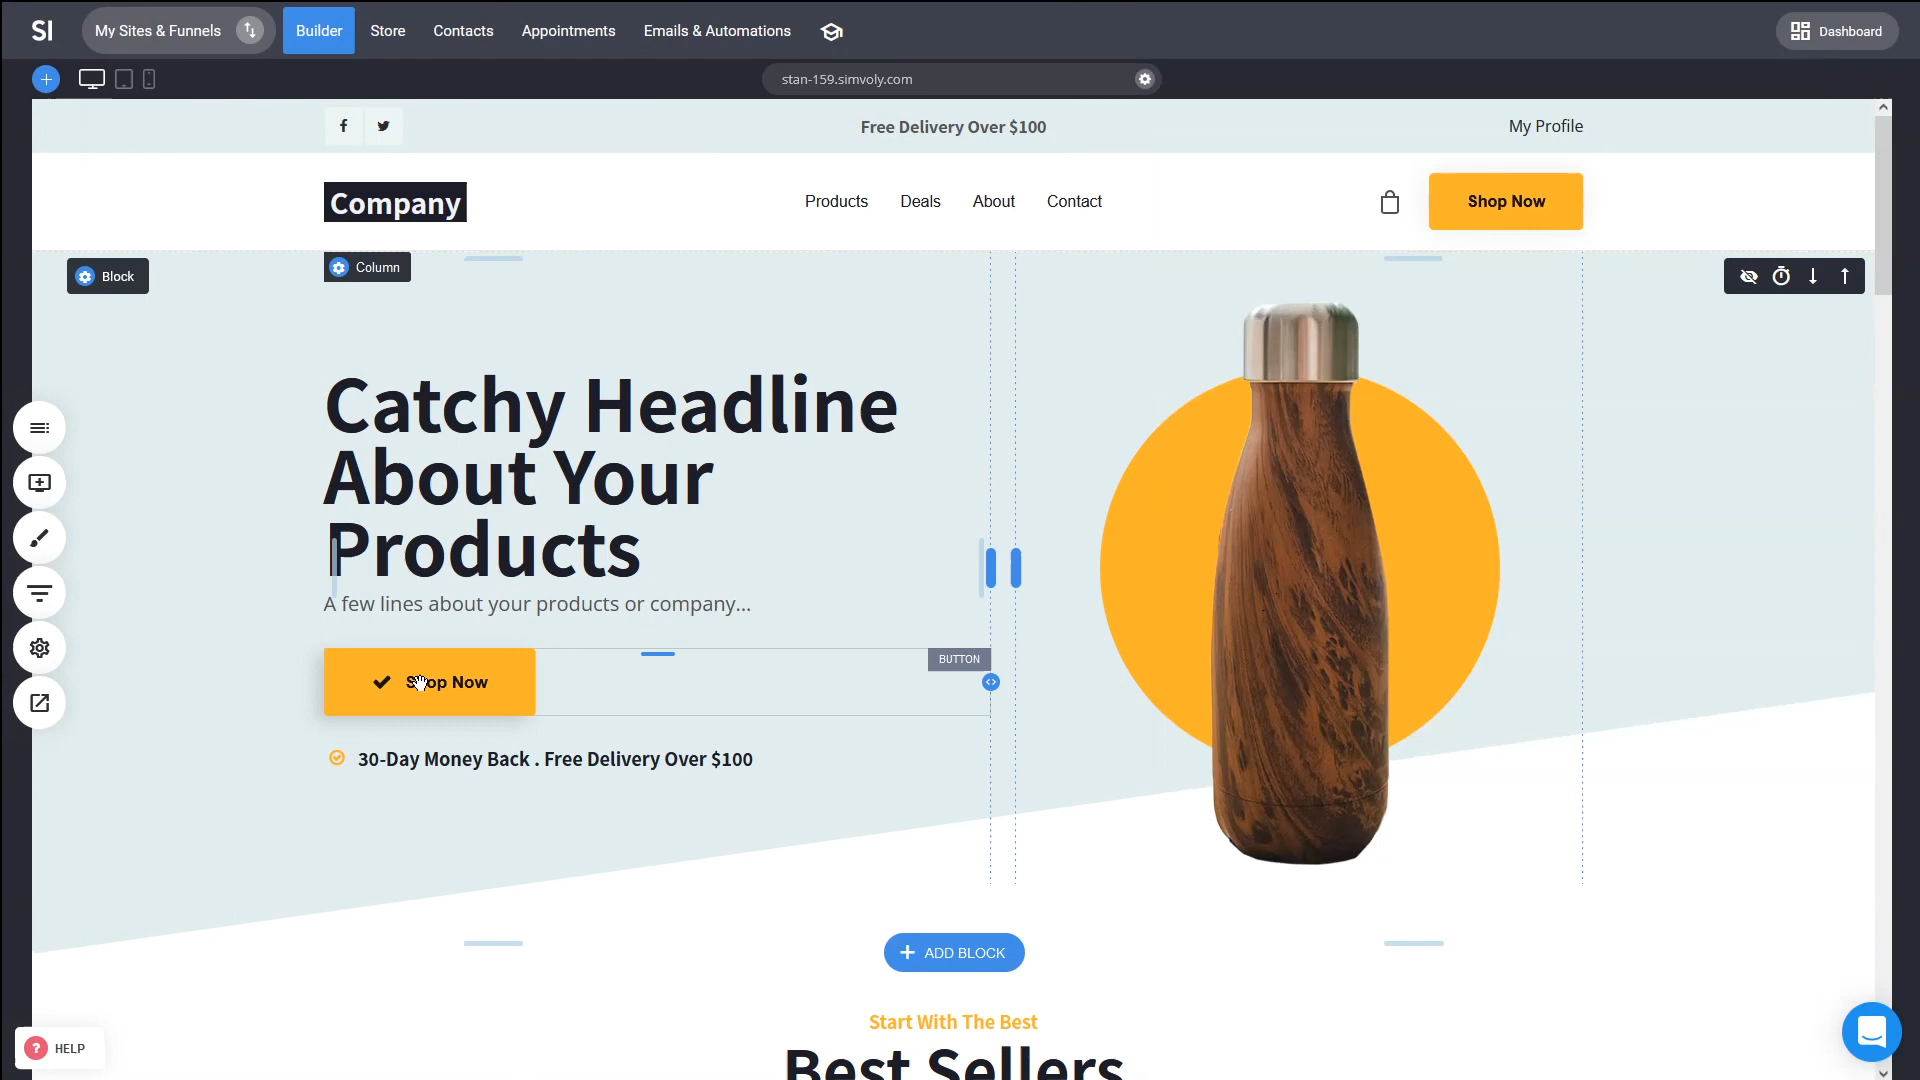 SI
My Sites & Funnels
Builder
Store
Contacts
Appointments
Emails & Automations
Dashboard
stan-159.simvoly.com
Free Delivery Over $100
My Profile
Company
Products
Deals
About
Contact
Shop Now
Block
Column
Catchy Headline
About Your
Products
A few lines about your products or company...
BUTTON
Shop Now
30-Day Money Back . Free Delivery Over $100
+ ADD BLOCK
Start With The Best
Best Sellers
? HELP